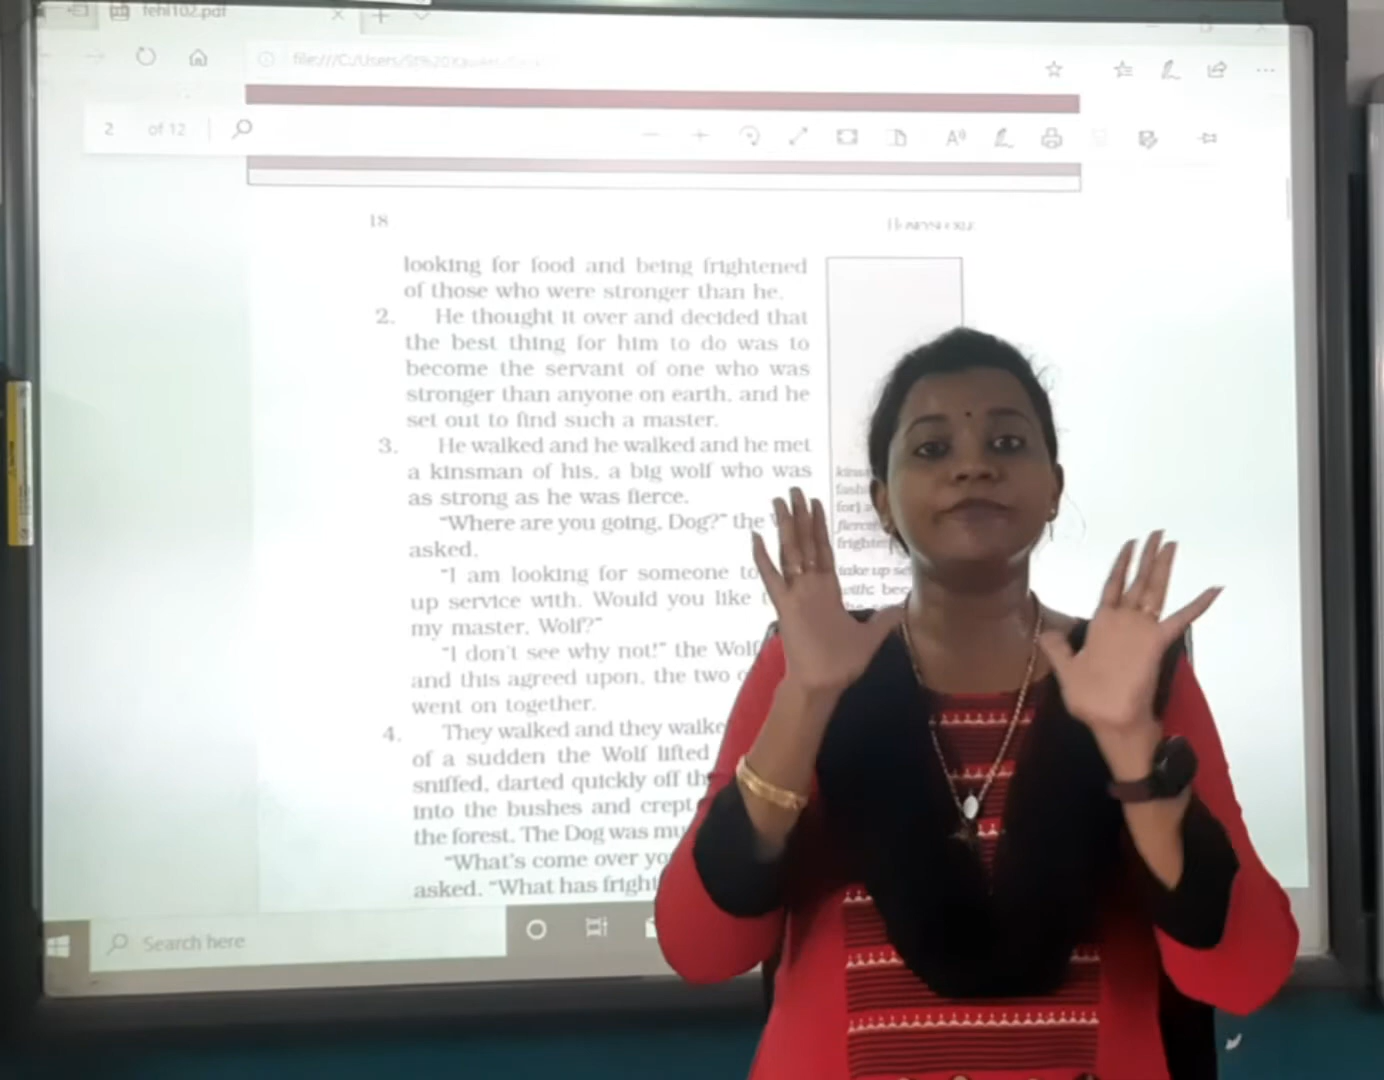 fehl102.pdf
2 of 12
18
looking for food and being frightened
of those who were stronger than he.
2. He thought it over and decided that
the best thing for him to do was to
become the servant of one who was
stronger than anyone on earth, and he
set out to find such a master.
3. He walked and he walked and he met
a kinsman of his, a big wolf who was
as strong as he was fierce.
“Where are you going, Dog?” the
asked.
“I am looking for someone to
up service with. Would you like
my master, Wolf?”
“I don't see why not!” the Wolf
and this agreed upon, the two
went on together.
4. They walked and they walke
of a sudden the Wolf lifted
sniffed, darted quickly off th
into the bushes and crept
the forest. The Dog was mu
“What's come over yo
asked. “What has fright
fierce
frighte
take up se
with: bec
Search here